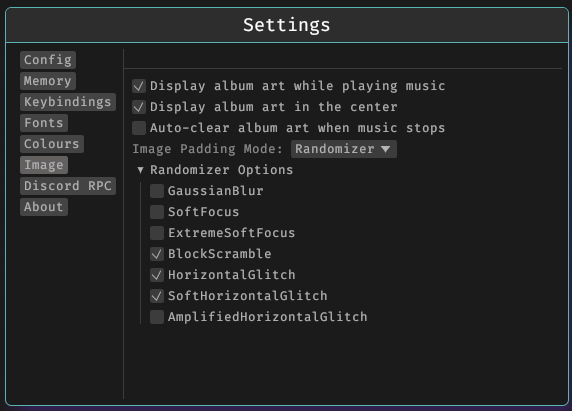 Settings
Config
Memory
Keybindings
Fonts
Colours
Image
Discord RPC
About
Display album art while playing music
Display album art in the center
Auto-clear album art when music stops
Image Padding Mode: Randomizer
Randomizer Options
GaussianBlur
SoftFocus
ExtremeSoftFocus
BlockScramble
HorizontalGlitch
SoftHorizontalGlitch
AmplifiedHorizontalGlitch